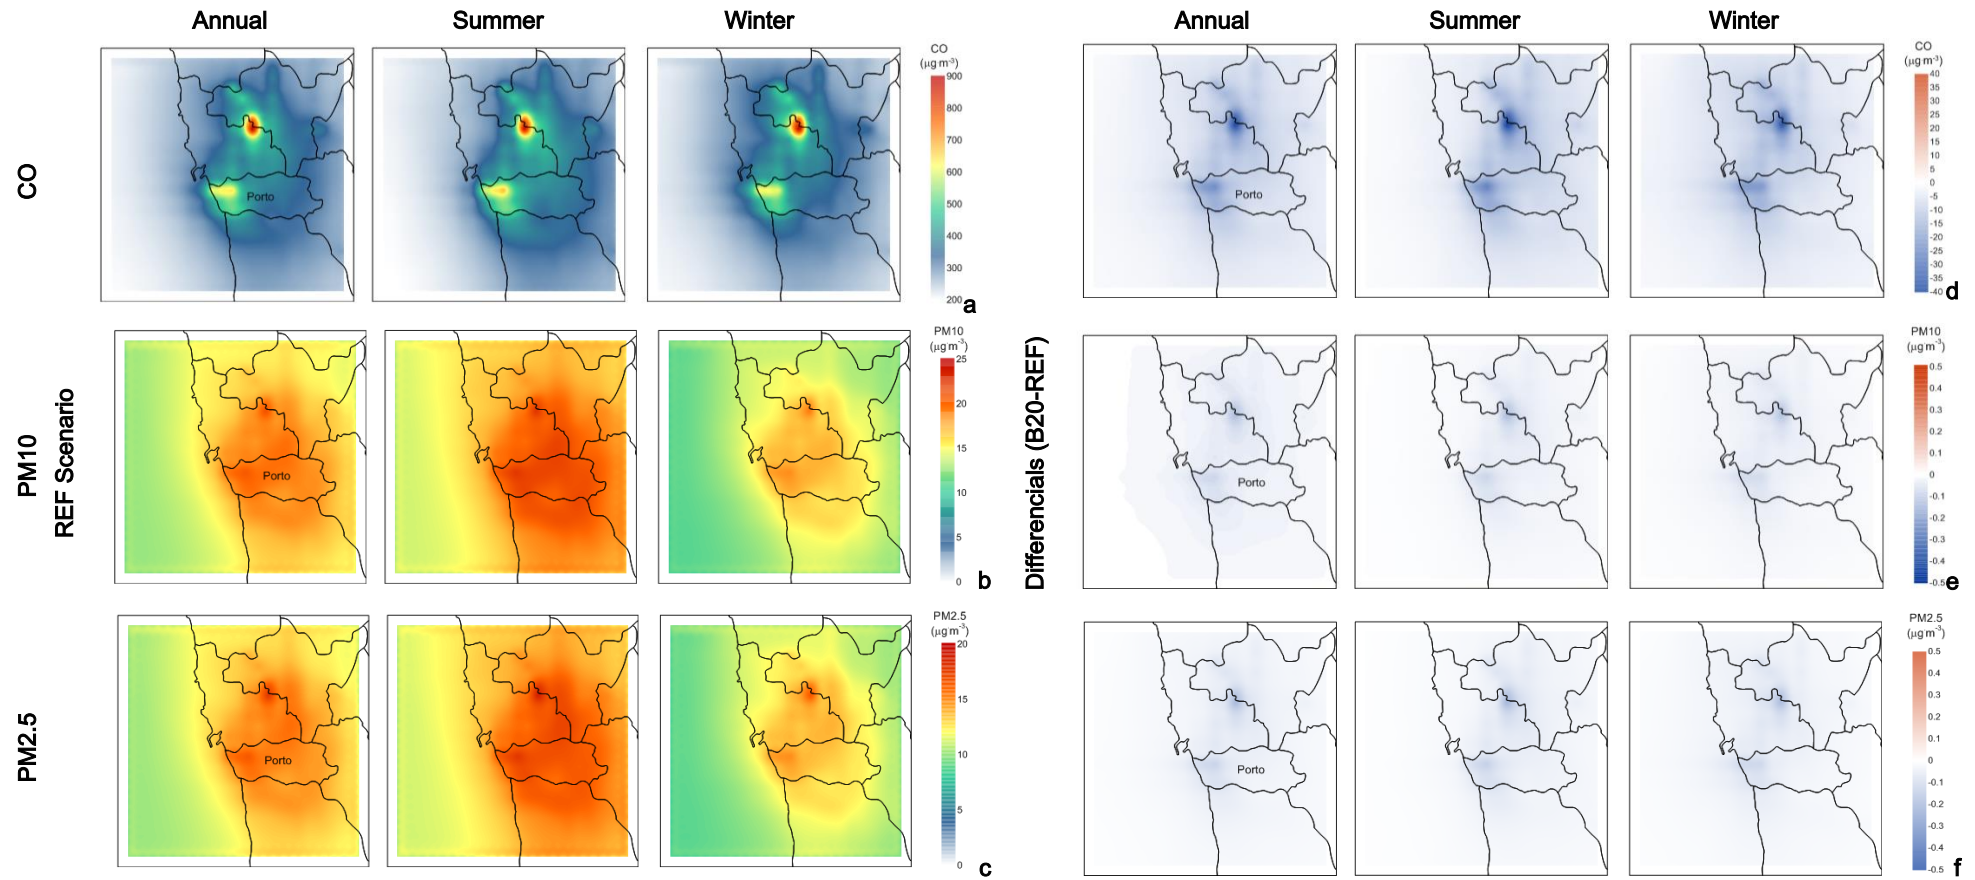 Annual
Summer
Winter
CO
CO
(µg m⁻³)
900
800
700
600
500
400
300
200
Porto
a
REF Scenario
PM10
PM10
(µg m⁻³)
25
20
15
10
5
0
Porto
b
PM2.5
PM2.5
(µg m⁻³)
20
15
10
5
0
Porto
c
Annual
Summer
Winter
Differencials (B20-REF)
CO
(µg m⁻³)
40
35
30
25
20
15
10
5
0
-5
-10
-15
-20
-25
-30
-35
-40
Porto
d
PM10
(µg m⁻³)
0.5
0.4
0.3
0.2
0.1
0
-0.1
-0.2
-0.3
-0.4
-0.5
Porto
e
PM2.5
(µg m⁻³)
0.5
0.4
0.3
0.2
0.1
0
-0.1
-0.2
-0.3
-0.4
-0.5
Porto
f